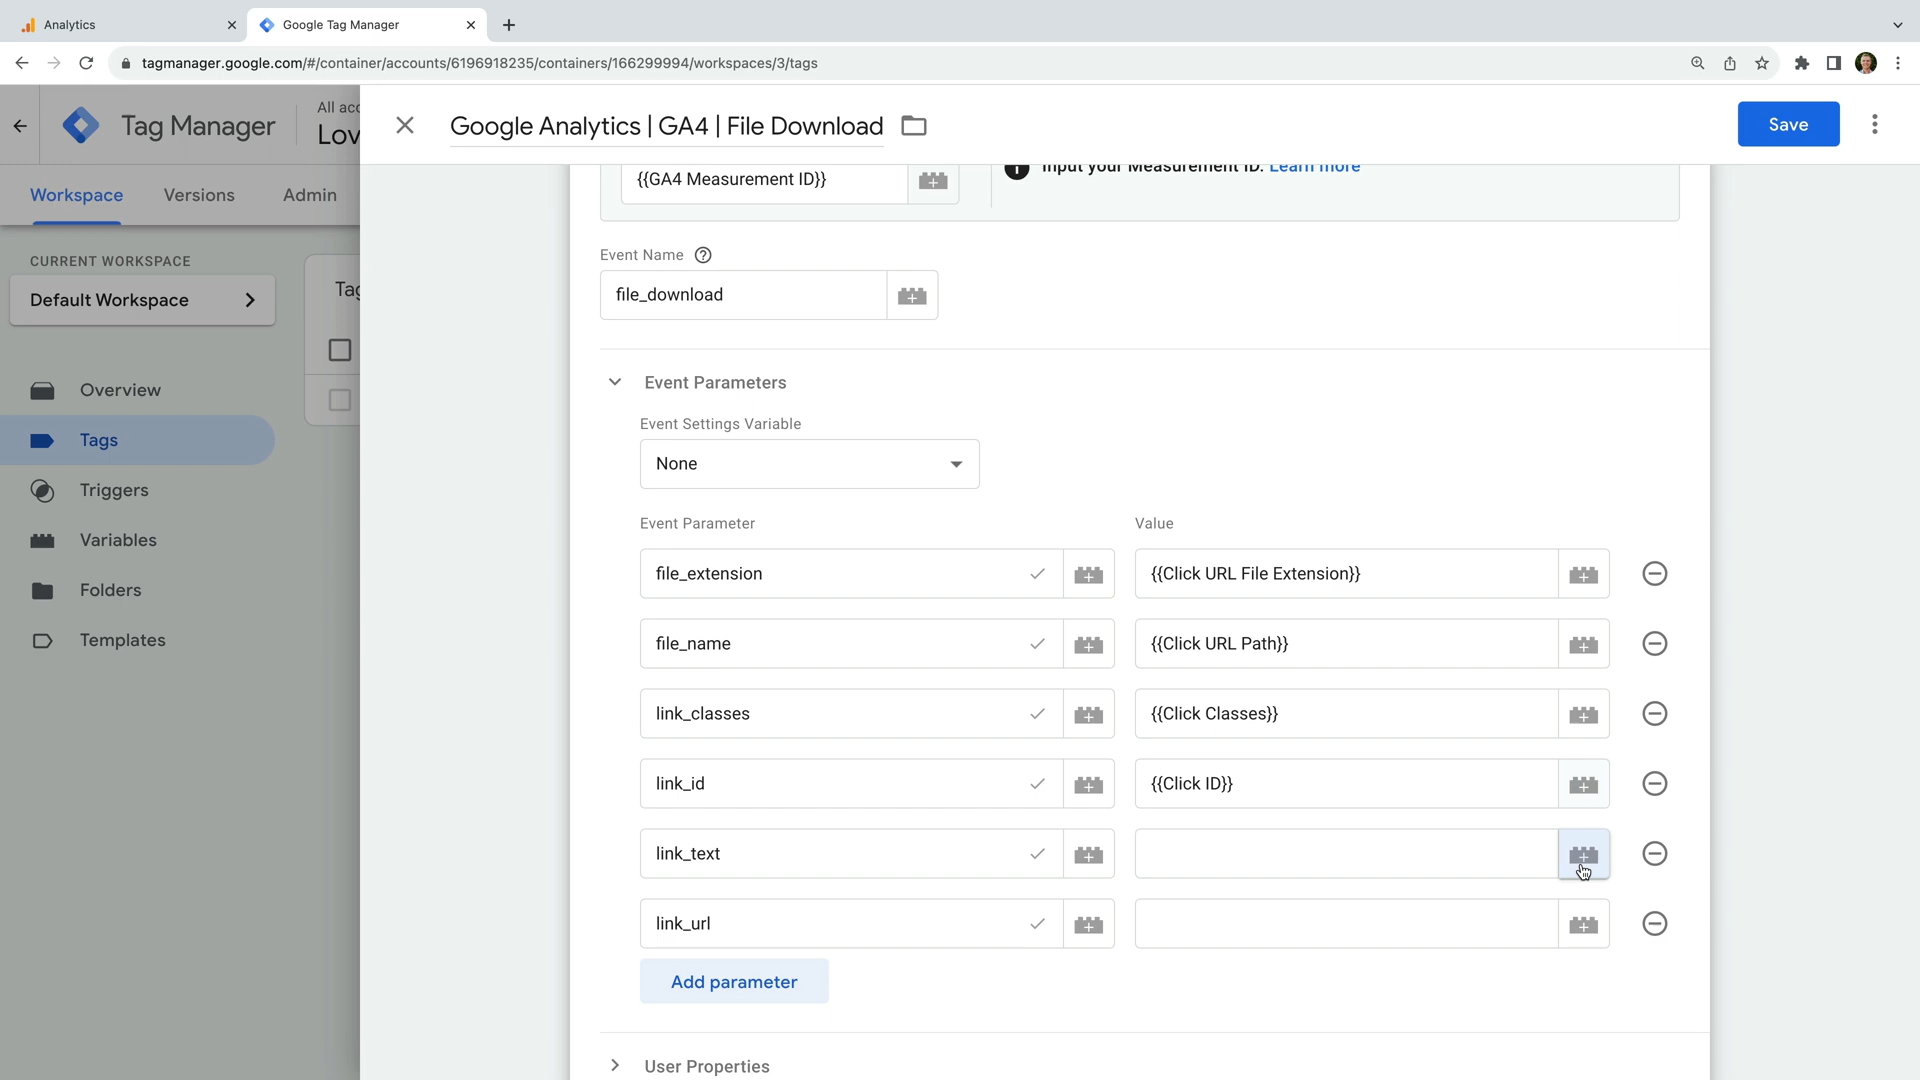 Analytics
Google Tag Manager
tagmanager.google.com/#/container/accounts/6196918235/containers/166299994/workspaces/3/tags
Tag Manager
All acc
Lov
Google Analytics | GA4 | File Download
Save
Workspace
Versions
Admin
{{GA4 Measurement ID}}
Input your Measurement ID. Learn more
CURRENT WORKSPACE
Default Workspace
Tag
Overview
Tags
Triggers
Variables
Folders
Templates
Event Name
file_download
Event Parameters
Event Settings Variable
None
Event Parameter
Value
file_extension
{{Click URL File Extension}}
file_name
{{Click URL Path}}
link_classes
{{Click Classes}}
link_id
{{Click ID}}
link_text
link_url
Add parameter
User Properties